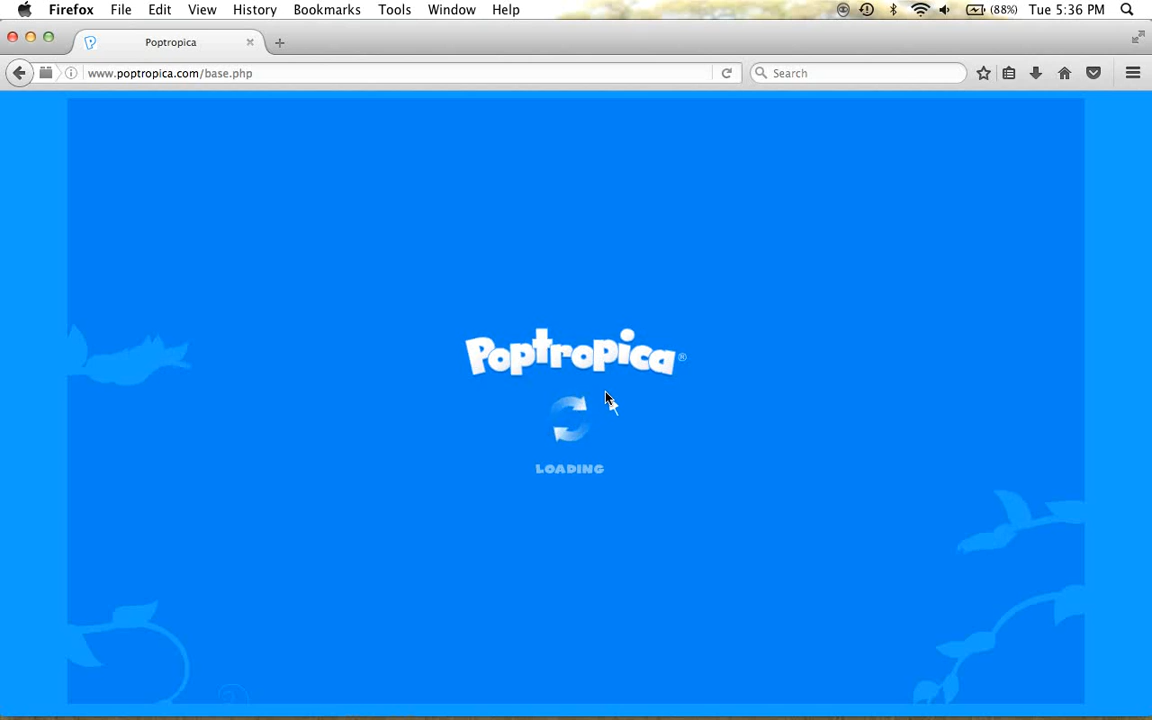 Firefox File Edit View History Bookmarks Tools Window Help (88%) Tue 5:36 PM
Poptropica
www.poptropica.com/base.php Search
Poptropica®
LOADING